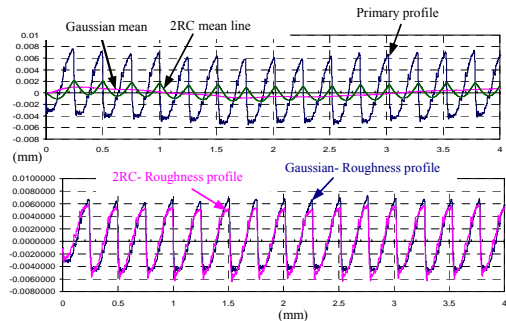 Gaussian mean
2RC mean line
Primary profile
0.01
0.008
0.006
0.004
0.002
0
-0.002
-0.004
-0.006
-0.008
0 0.5 1 1.5 2 2.5 3 3.5 4
(mm)
2RC- Roughness profile
Gaussian- Roughness profile
0.0100000
0.0080000
0.0060000
0.0040000
0.0020000
0.0000000
-0.0020000
-0.0040000
-0.0060000
-0.0080000
0 0.5 1 1.5 2 2.5 3 3.5 4
(mm)